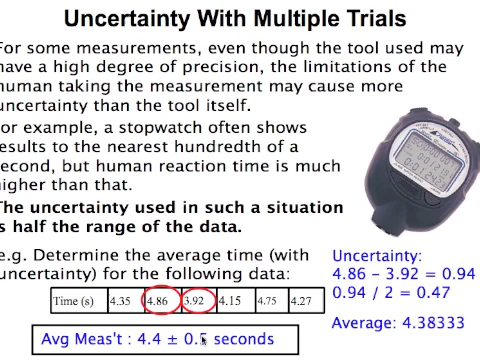 Uncertainty With Multiple Trials
For some measurements, even though the tool used may
have a high degree of precision, the limitations of the
human taking the measurement may cause more
uncertainty than the tool itself.
For example, a stopwatch often shows
results to the nearest hundredth of a
second, but human reaction time is much
higher than that.
The uncertainty used in such a situation
is half the range of the data.
e.g. Determine the average time (with
uncertainty) for the following data:
Uncertainty:
4.86 - 3.92 = 0.94
0.94 / 2 = 0.47
Time (s) 4.35 4.86 3.92 4.15 4.75 4.27
Average: 4.38333
Avg Meas't : 4.4 ± 0.5 seconds